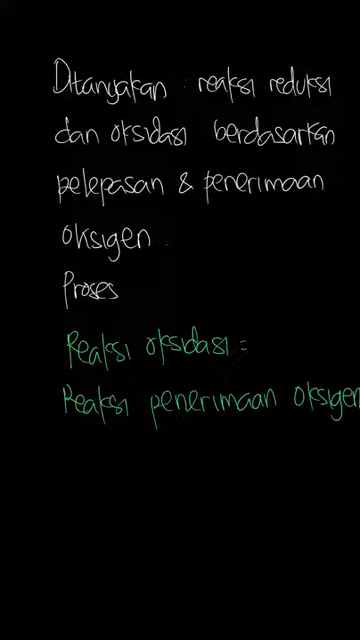 Ditanyakan : reaksi reduksi
dan oksidasi berdasarkan
pelepasan & penerimaan
oksigen
Proses
Reaksi oksidasi =
Reaksi penerimaan oksigen